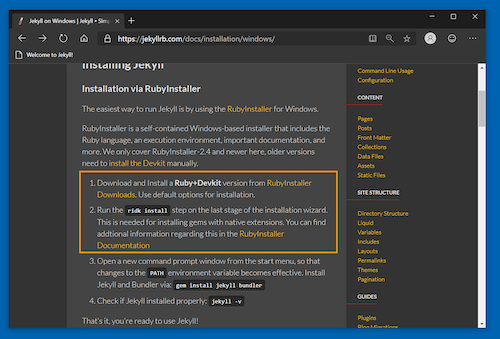 Jekyll on Windows | Jekyll • Simp
https://jekyllrb.com/docs/installation/windows/
Welcome to Jekyll!
Installing Jekyll
Installation via RubyInstaller
The easiest way to run Jekyll is by using the RubyInstaller for Windows.
RubyInstaller is a self-contained Windows-based installer that includes the
Ruby language, an execution environment, important documentation, and
more. We only cover RubyInstaller-2.4 and newer here, older versions
need to install the Devkit manually.
1. Download and Install a Ruby+Devkit version from RubyInstaller
Downloads. Use default options for installation.
2. Run the ridk install step on the last stage of the installation wizard.
This is needed for installing gems with native extensions. You can find
addtional information regarding this in the RubyInstaller
Documentation
3. Open a new command prompt window from the start menu, so that
changes to the PATH environment variable becomes effective. Install
Jekyll and Bundler via: gem install jekyll bundler
4. Check if Jekyll installed properly: jekyll -v
That's it, you're ready to use Jekyll!
Command Line Usage
Configuration
CONTENT
Pages
Posts
Front Matter
Collections
Data Files
Assets
Static Files
SITE STRUCTURE
Directory Structure
Liquid
Variables
Includes
Layouts
Permalinks
Themes
Pagination
GUIDES
Plugins
Blog Migrations